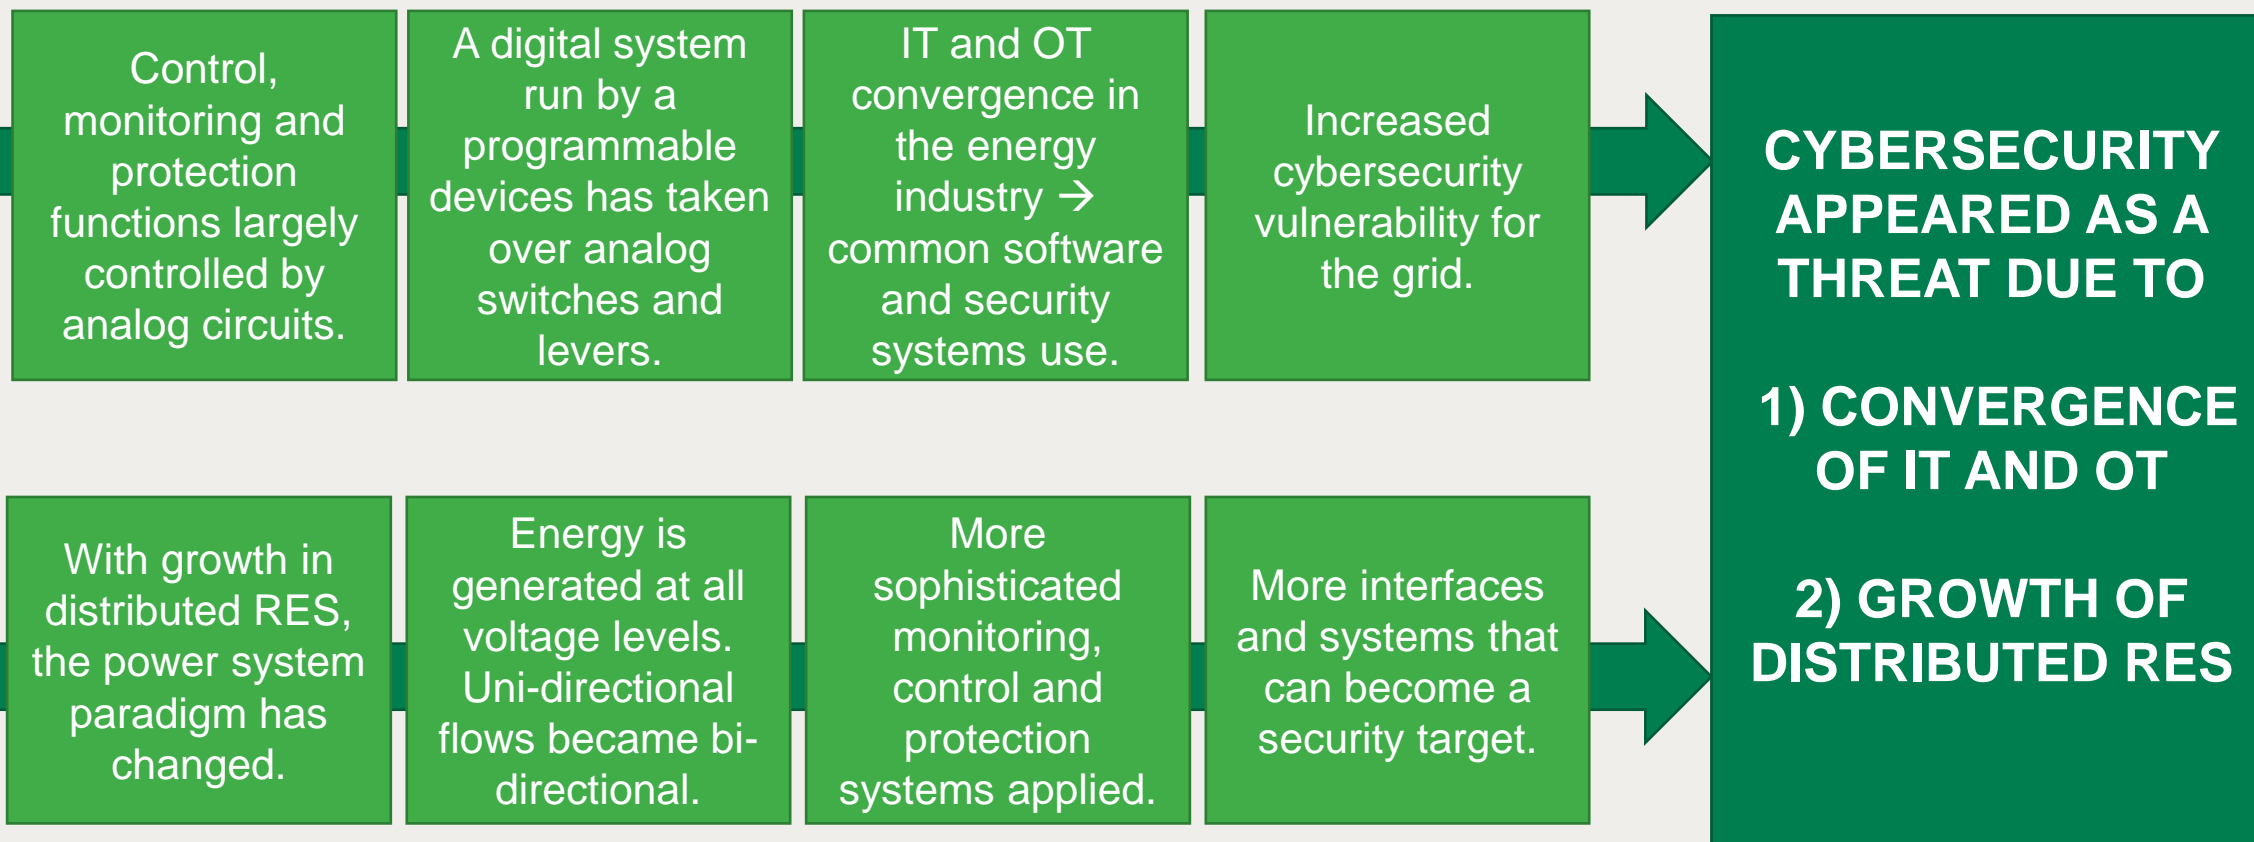 Control,
monitoring and
protection
functions largely
controlled by
analog circuits.
A digital system
run by a
programmable
devices has taken
over analog
switches and
levers.
IT and OT
convergence in
the energy
industry →
common software
and security
systems use.
Increased
cybersecurity
vulnerability for
the grid.
CYBERSECURITY
APPEARED AS A
THREAT DUE TO
1) CONVERGENCE
OF IT AND OT
2) GROWTH OF
DISTRIBUTED RES
With growth in
distributed RES,
the power system
paradigm has
changed.
Energy is
generated at all
voltage levels.
Uni-directional
flows became bi-
directional.
More
sophisticated
monitoring,
control and
protection
systems applied.
More interfaces
and systems that
can become a
security target.